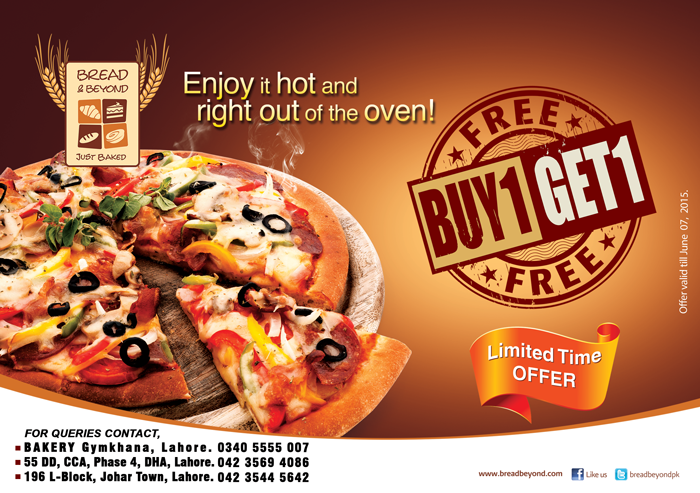 BREAD
& BEYOND
JUST BAKED
Enjoy it hot and
right out of the oven!
FREE
BUY1 GET1
FREE
Offer valid till June 07, 2015.
Limited Time
OFFER
FOR QUERIES CONTACT,
BAKERY Gymkhana, Lahore. 0340 5555 007
55 DD, CCA, Phase 4, DHA, Lahore. 042 3569 4086
196 L-Block, Johar Town, Lahore. 042 3544 5642
www.breadbeyond.com f Like us breadbeyondpk